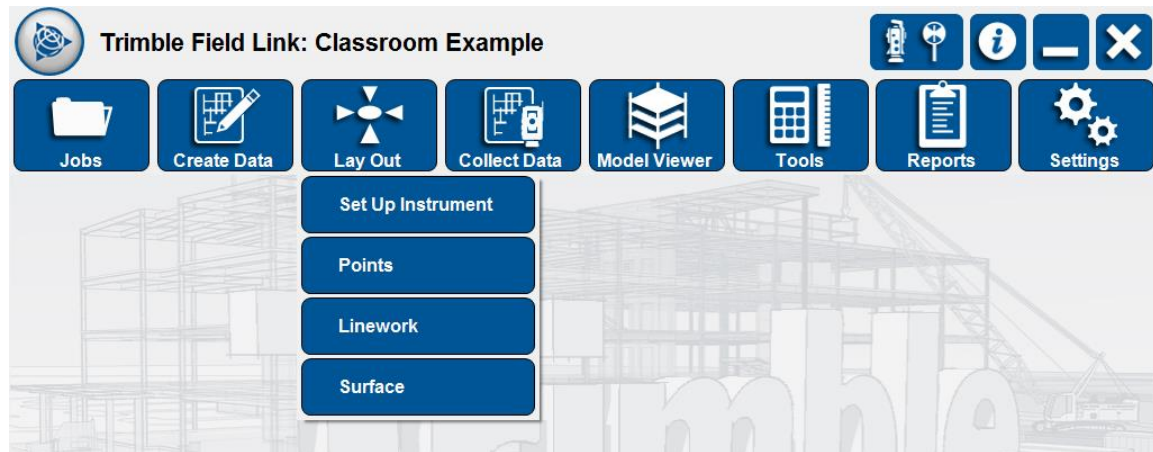 Trimble Field Link: Classroom Example
Jobs
Create Data
Lay Out
Collect Data
Model Viewer
Tools
Reports
Settings
Set Up Instrument
Points
Linework
Surface